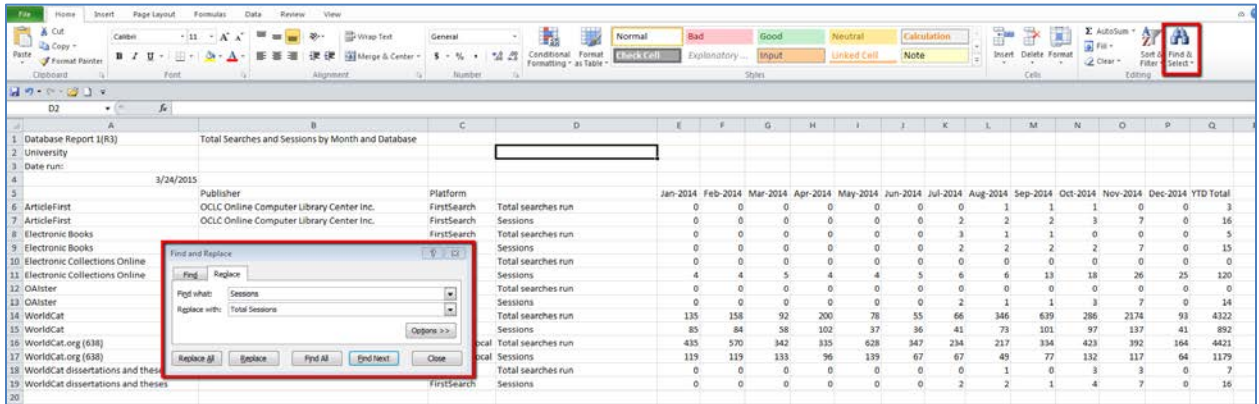 File Home Insert Page Layout Formulas Data Review View
Cut
Copy
Format Painter
Paste
Calibri 11 A A
B I U A
Wrap Text
Merge & Center
General
$ % ,
Conditional Formatting
Format as Table
Normal Bad Good Neutral Calculation
Check Cell Explanatory ... Input Linked Cell Note
Insert Delete Format
Σ AutoSum
Fill
Clear
Sort & Filter
Find & Select
Clipboard Font Alignment Number Styles Cells Editing
D2 fx
A B C D E F G H I J K L M N O P Q
1 Database Report 1(R3) Total Searches and Sessions by Month and Database
2 University
3 Date run:
4 3/24/2015
5 Publisher Platform Jan-2014 Feb-2014 Mar-2014 Apr-2014 May-2014 Jun-2014 Jul-2014 Aug-2014 Sep-2014 Oct-2014 Nov-2014 Dec-2014 YTD Total
6 ArticleFirst OCLC Online Computer Library Center Inc. FirstSearch Total searches run 0 0 0 0 0 0 0 1 1 1 0 0 3
7 ArticleFirst OCLC Online Computer Library Center Inc. FirstSearch Sessions 0 0 0 0 0 0 2 2 2 3 7 0 16
8 Electronic Books FirstSearch Total searches run 0 0 0 0 0 0 3 1 1 0 0 0 5
9 Electronic Books Sessions 0 0 0 0 0 0 2 2 2 2 7 0 15
10 Electronic Collections Online Total searches run 0 0 0 0 0 0 0 0 0 0 0 0 0
11 Electronic Collections Online Sessions 4 4 5 4 4 5 6 6 13 18 26 25 120
12 OAIster Total searches run 0 0 0 0 0 0 0 0 0 0 0 0 0
13 OAIster Sessions 0 0 0 0 0 0 2 1 1 3 7 0 14
14 WorldCat Total searches run 135 158 92 200 78 55 66 346 639 286 2174 93 4322
15 WorldCat Sessions 85 84 58 102 37 36 41 73 101 97 137 41 892
16 WorldCat.org (638) ocal Total searches run 435 570 342 335 628 347 234 217 334 423 392 164 4421
17 WorldCat.org (638) ocal Sessions 119 119 133 96 139 67 67 49 77 132 117 64 1179
18 WorldCat dissertations and these Total searches run 0 0 0 0 0 0 0 1 0 3 3 0 7
19 WorldCat dissertations and theses FirstSearch Sessions 0 0 0 0 0 0 2 2 1 4 7 0 16
20
Find and Replace
Find Replace
Find what: Sessions
Replace with: Total Sessions
Options >>
Replace All Replace Find All Find Next Close